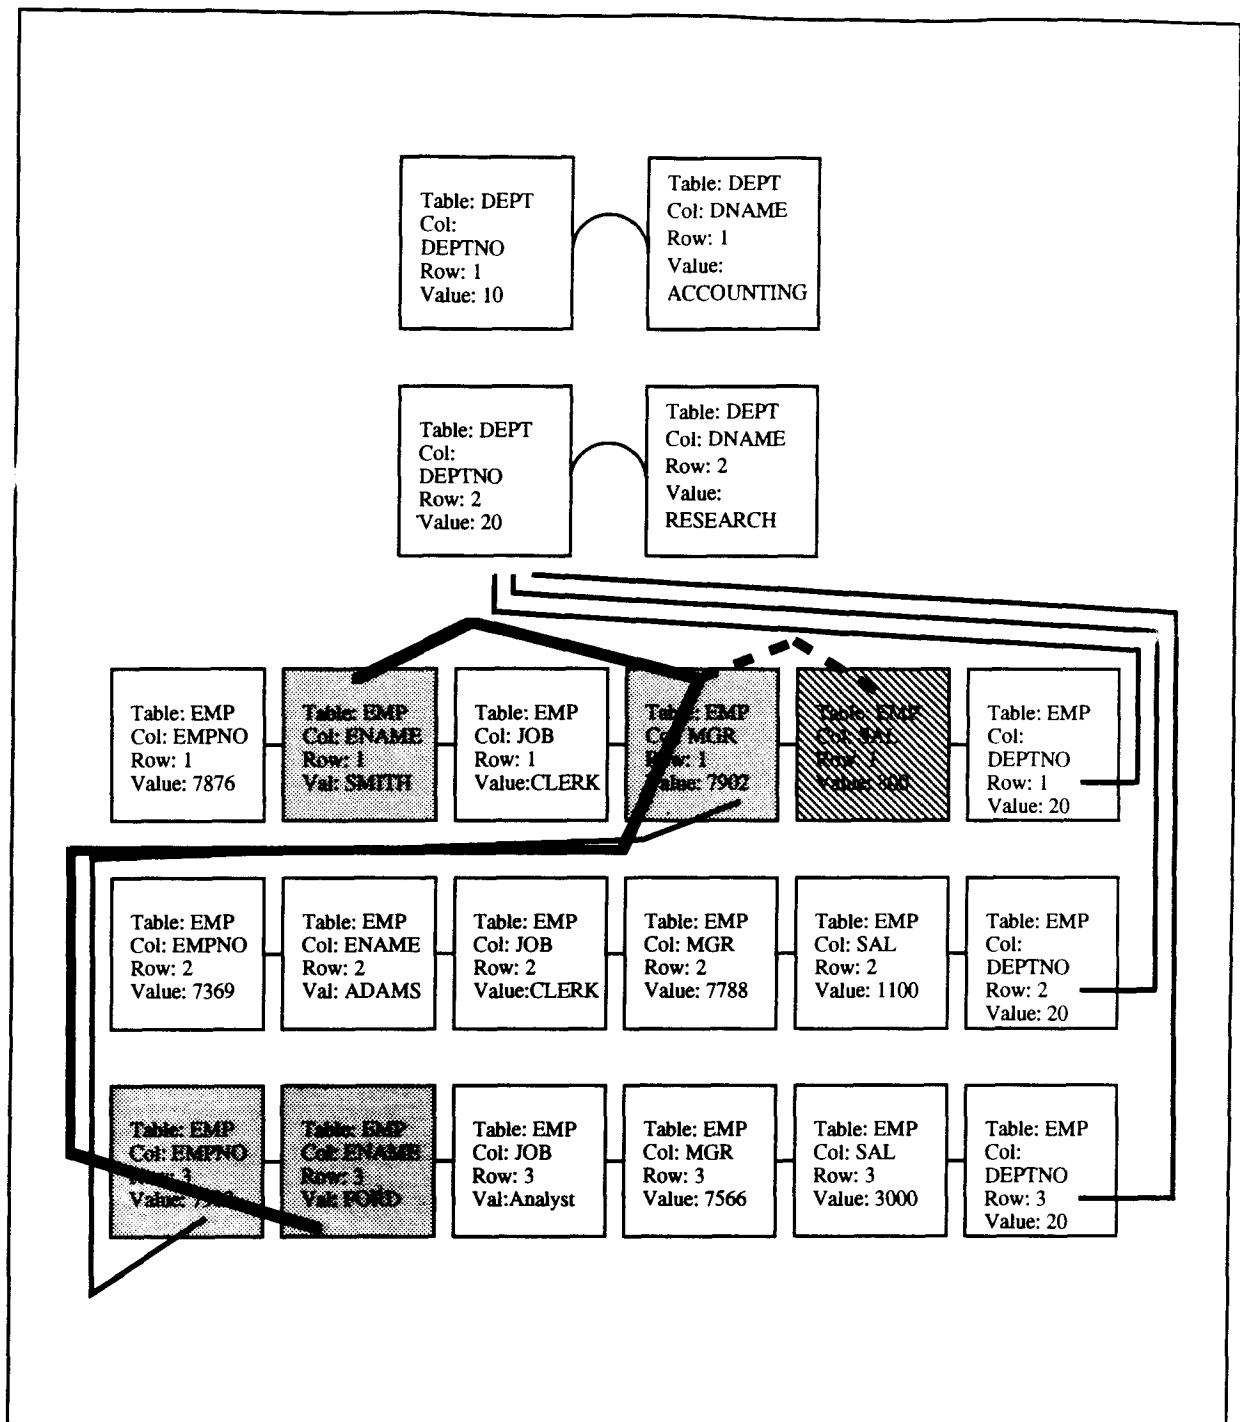 Table: DEPT
Col:
DEPTNO
Row: 1
Value: 10
Table: DEPT
Col: DNAME
Row: 1
Value:
ACCOUNTING
Table: DEPT
Col:
DEPTNO
Row: 2
Value: 20
Table: DEPT
Col: DNAME
Row: 2
Value:
RESEARCH
Table: EMP
Col: EMPNO
Row: 1
Value: 7876
Table: EMP
Col: ENAME
Row: 1
Val: SMITH
Table: EMP
Col: JOB
Row: 1
Value:CLERK
Table: EMP
Col: MGR
Row: 1
Value: 7902
Table: EMP
Col: SAL
Row: 1
Value: 800
Table: EMP
Col:
DEPTNO
Row: 1
Value: 20
Table: EMP
Col: EMPNO
Row: 2
Value: 7369
Table: EMP
Col: ENAME
Row: 2
Val: ADAMS
Table: EMP
Col: JOB
Row: 2
Value:CLERK
Table: EMP
Col: MGR
Row: 2
Value: 7788
Table: EMP
Col: SAL
Row: 2
Value: 1100
Table: EMP
Col:
DEPTNO
Row: 2
Value: 20
Table: EMP
Col: EMPNO
Row: 3
Value:
Table: EMP
Col: ENAME
Row: 3
Val: FORD
Table: EMP
Col: JOB
Row: 3
Val:Analyst
Table: EMP
Col: MGR
Row: 3
Value: 7566
Table: EMP
Col: SAL
Row: 3
Value: 3000
Table: EMP
Col:
DEPTNO
Row: 3
Value: 20